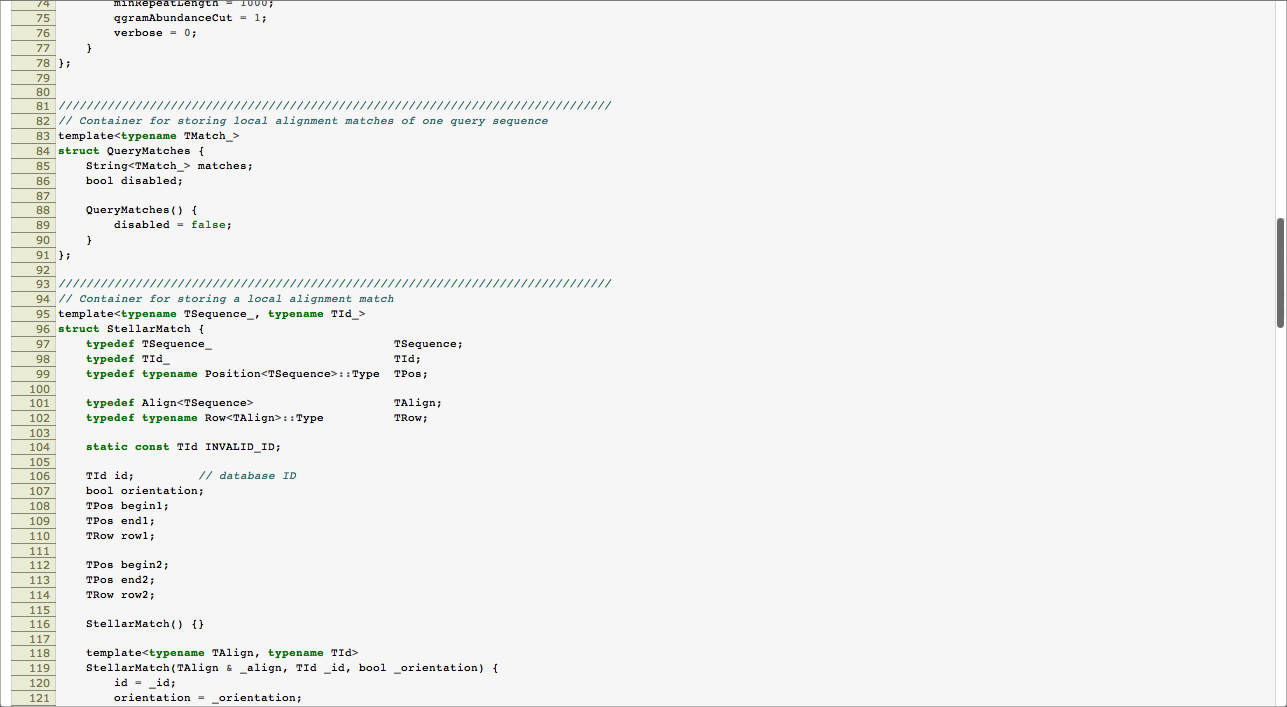 74         minRepeatLength = 1000;
75         qgramAbundanceCut = 1;
76         verbose = 0;
77     }
78 };
79
80
81 ///////////////////////////////////////////////////////////////////////////////
82 // Container for storing local alignment matches of one query sequence
83 template<typename TMatch_>
84 struct QueryMatches {
85     String<TMatch_> matches;
86     bool disabled;
87
88     QueryMatches() {
89         disabled = false;
90     }
91 };
92
93 ///////////////////////////////////////////////////////////////////////////////
94 // Container for storing a local alignment match
95 template<typename TSequence_, typename TId_>
96 struct StellarMatch {
97     typedef TSequence_                          TSequence;
98     typedef TId_                                TId;
99     typedef typename Position<TSequence>::Type  TPos;
100
101     typedef Align<TSequence>                    TAlign;
102     typedef typename Row<TAlign>::Type          TRow;
103
104     static const TId INVALID_ID;
105
106     TId id;         // database ID
107     bool orientation;
108     TPos begin1;
109     TPos end1;
110     TRow row1;
111
112     TPos begin2;
113     TPos end2;
114     TRow row2;
115
116     StellarMatch() {}
117
118     template<typename TAlign, typename TId>
119     StellarMatch(TAlign & _align, TId _id, bool _orientation) {
120         id = _id;
121         orientation = _orientation;